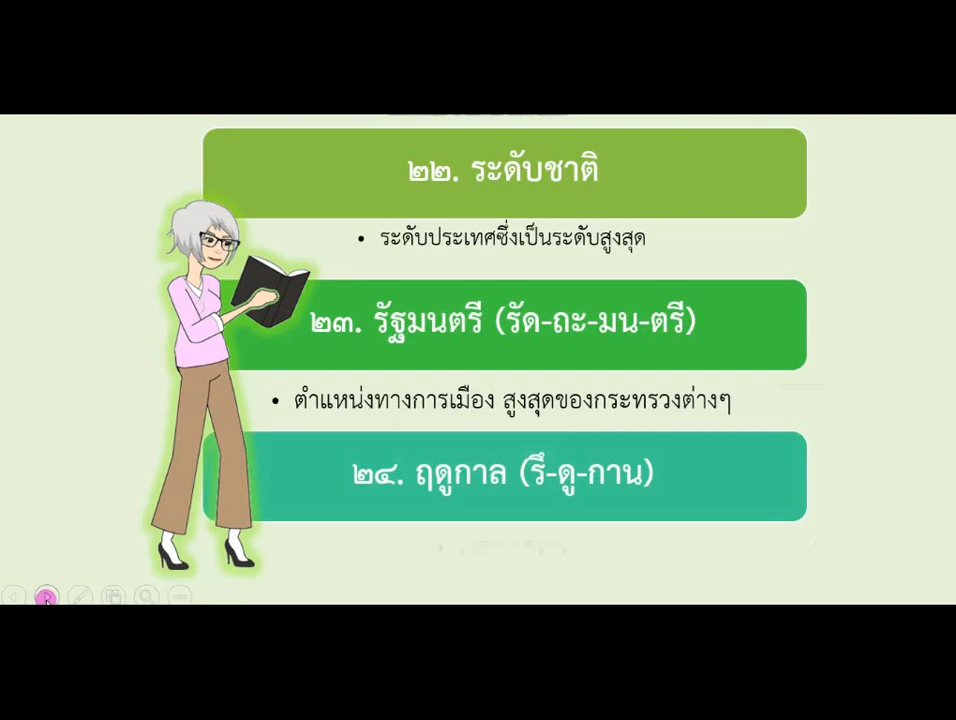 ๒๒. ระดับชาติ
• ระดับประเทศซึ่งเป็นระดับสูงสุด
๒๓. รัฐมนตรี (รัด-ถะ-มน-ตรี)
• ตำแหน่งทางการเมือง สูงสุดของกระทรวงต่างๆ
๒๔. ฤดูกาล (รึ-ดู-กาน)